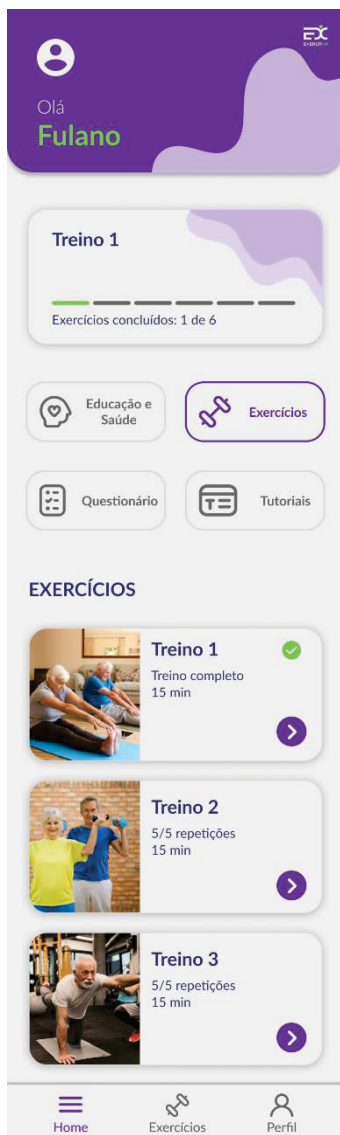 EX
Olá
Fulano
Treino 1
Exercícios concluídos: 1 de 6
Educação e
Saúde
Exercícios
Questionário
Tutoriais
EXERCÍCIOS
Treino 1
Treino completo
15 min
Treino 2
5/5 repetições
15 min
Treino 3
5/5 repetições
15 min
Home
Exercícios
Perfil